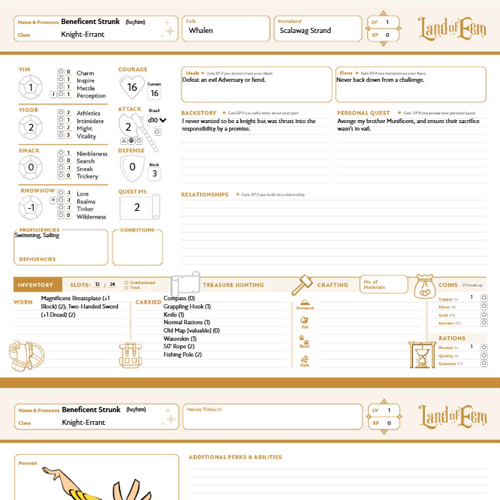 Name & Pronouns Beneficent Strunk (he/him)
Class Knight-Errant
Folk
Whalen
Homeland
Scalawag Strand
LV 1
XP 0
Land of Eem
VIM
1
0 Charm
0 Inspire
0 Mettle
1 Perception
COURAGE
16
Current
16
VIGOR
2
2 Athletics
1 Intimidate
2 Might
3 Vitality
ATTACK
2
Dread
d10
KNACK
0
1 Nimbleness
0 Search
-1 Sneak
0 Trickery
DEFENSE
0
Block
3
KNOWHOW
-1
-1 Lore
-1 Realms
-1 Tinker
0 Wilderness
QUEST PTS
2
PROFICIENCIES
Swimming, Sailing
DEFICIENCIES
CONDITIONS
Ideals
Defeat an evil Adversary or fiend.
Flaws
Never back down from a challenge.
BACKSTORY
I never wanted to be a knight but was thrust into the
responsibility by a promise.
PERSONAL QUEST
Avenge my brother Munificent, and ensure their sacrifice
wasn't in vain.
RELATIONSHIPS
INVENTORY SLOTS: 12 / 24
Overburdened
Tired
TREASURE HUNTING
CRAFTING
No. of
Materials
COINS
WORN
Magnificent Breastplate (+1
Block) (2); Two-Handed Sword
(+1 Dread) (2)
CARRIED
Compass (0)
Grappling Hook (1)
Knife (1)
Normal Rations (1)
Old Map [valuable] (0)
Waterskin (1)
50' Rope (2)
Fishing Pole (2)
Copper 1
Silver
Gold
RATIONS
Normal 1
Quality
Gourmet
Name & Pronouns Beneficent Strunk (he/him)
Class Knight-Errant
Heroic Titles
LV 1
XP 0
Land of Eem
Portrait
ADDITIONAL PERKS & ABILITIES